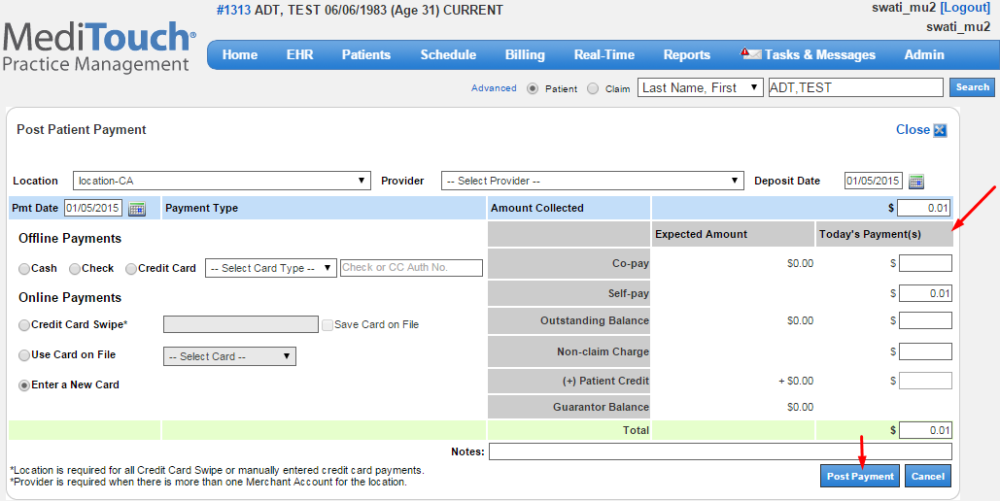 #1313 ADT, TEST 06/06/1983 (Age 31) CURRENT
swati_mu2 [Logout]
swati_mu2
MediTouch®
Practice Management
Home EHR Patients Schedule Billing Real-Time Reports Tasks & Messages Admin
Advanced Patient Claim Last Name, First ADT,TEST Search
Post Patient Payment Close
Location location-CA Provider -- Select Provider -- Deposit Date 01/05/2015
Pmt Date 01/05/2015 Payment Type Amount Collected $ 0.01
Offline Payments Expected Amount Today's Payment(s)
Cash Check Credit Card -- Select Card Type -- Check or CC Auth No. Co-pay $0.00 $
Online Payments Self-pay $ 0.01
Credit Card Swipe* Save Card on File Outstanding Balance $0.00 $
Use Card on File -- Select Card -- Non-claim Charge $
Enter a New Card (+) Patient Credit + $0.00 $
Guarantor Balance $0.00
Total $ 0.01
Notes:
*Location is required for all Credit Card Swipe or manually entered credit card payments.
*Provider is required when there is more than one Merchant Account for the location.
Post Payment Cancel